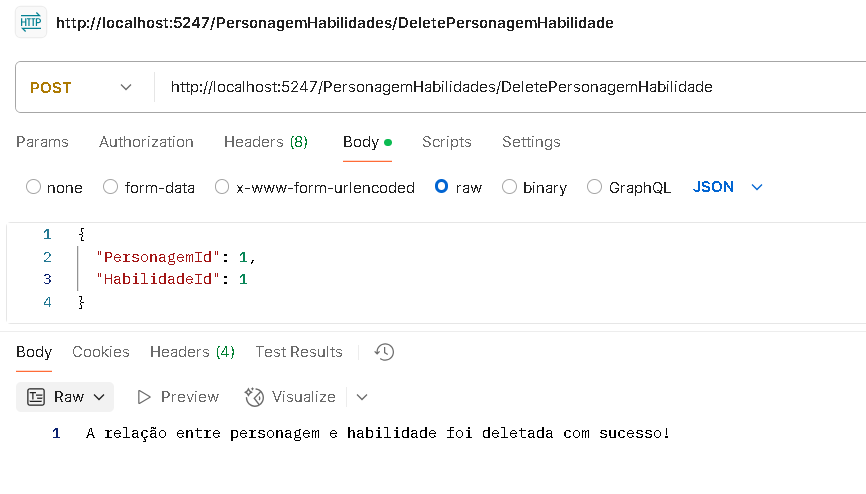 HTTP http://localhost:5247/PersonagemHabilidades/DeletePersonagemHabilidade
POST http://localhost:5247/PersonagemHabilidades/DeletePersonagemHabilidade
Params Authorization Headers (8) Body Scripts Settings
none form-data x-www-form-urlencoded raw binary GraphQL JSON
1 {
2 "PersonagemId": 1,
3 "HabilidadeId": 1
4 }
Body Cookies Headers (4) Test Results
Raw Preview Visualize
1 A relação entre personagem e habilidade foi deletada com sucesso!